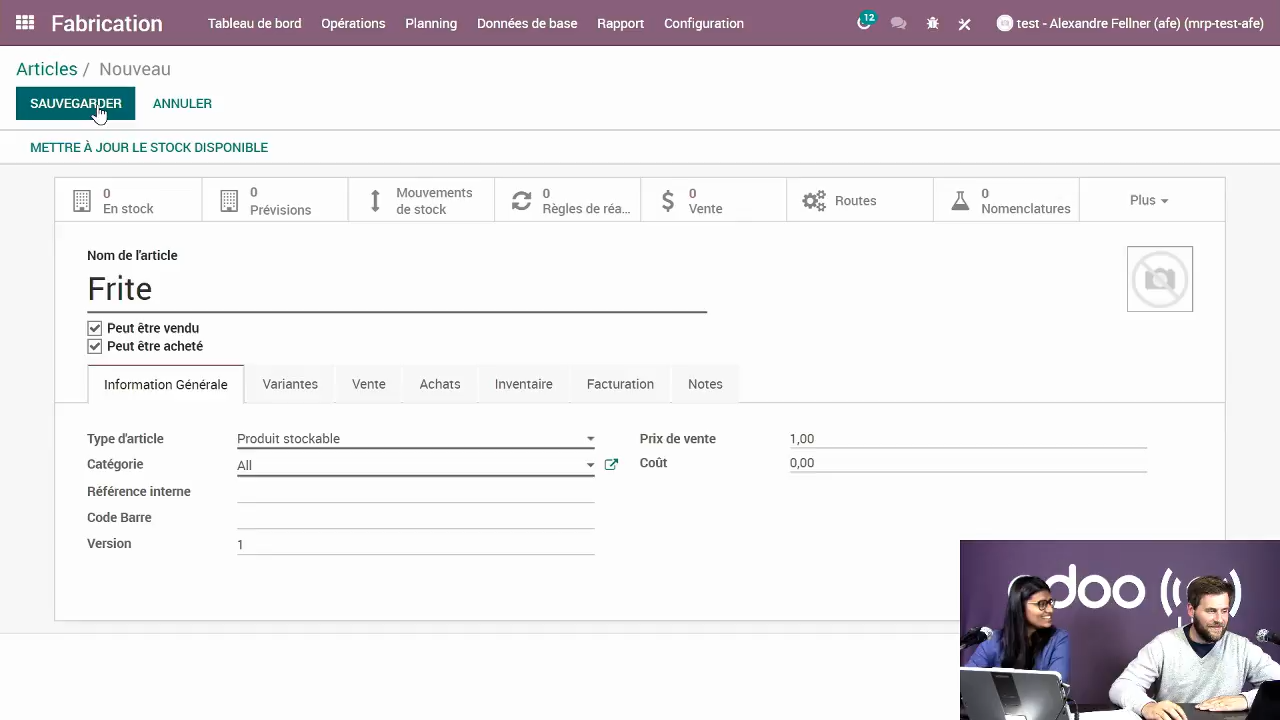 Fabrication
Tableau de bord
Opérations
Planning
Données de base
Rapport
Configuration
12
test - Alexandre Fellner (afe) (mrp-test-afe)
Articles / Nouveau
SAUVEGARDER
ANNULER
METTRE À JOUR LE STOCK DISPONIBLE
0
En stock
0
Prévisions
Mouvements
de stock
0
Règles de réa...
0
Vente
Routes
0
Nomenclatures
Plus
Nom de l'article
Frite
Peut être vendu
Peut être acheté
Information Générale
Variantes
Vente
Achats
Inventaire
Facturation
Notes
Type d'article
Produit stockable
Catégorie
All
Référence interne
Code Barre
Version
1
Prix de vente
1,00
Coût
0,00
odoo